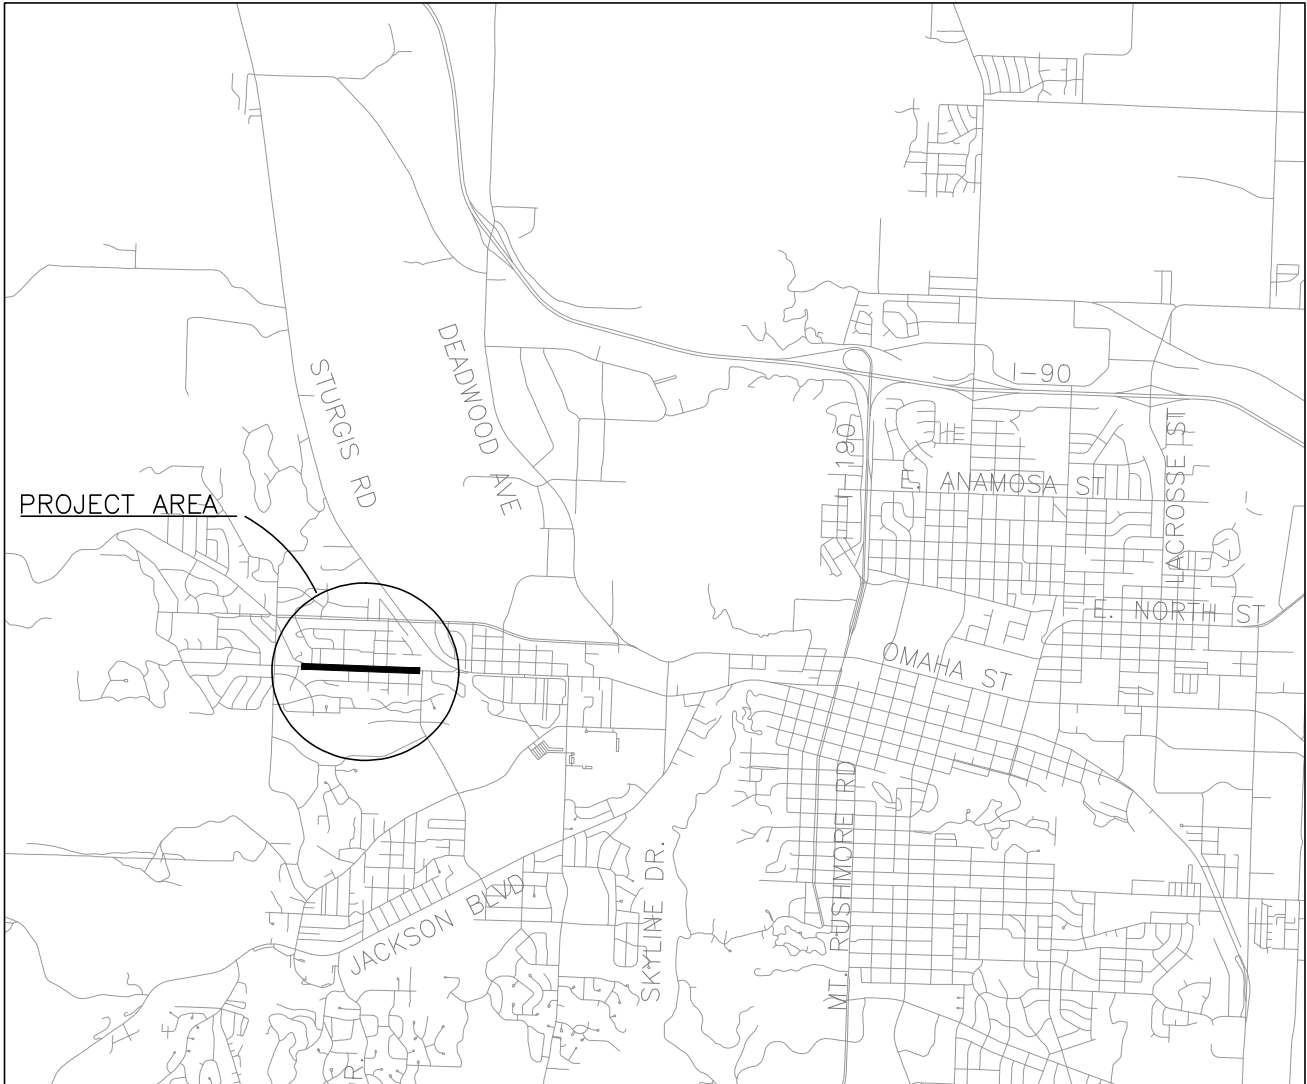 I-90
STURGIS RD
DEADWOOD AVE
I-190
E. ANAMOSA ST
LACROSSE ST
PROJECT AREA
E. NORTH ST
OMAHA ST
MT. RUSHMORE RD
SKYLINE DR.
JACKSON BLVD
R.